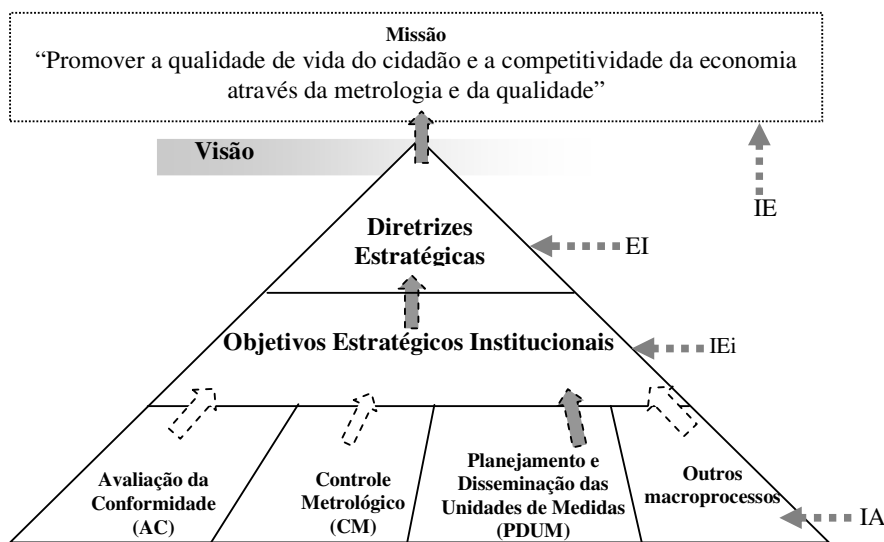 Missão
“Promover a qualidade de vida do cidadão e a competitividade da economia
através da metrologia e da qualidade”
Visão
IE
Diretrizes
Estratégicas
EI
Objetivos Estratégicos Institucionais
IEi
Avaliação da
Conformidade
(AC)
Controle
Metrológico
(CM)
Planejamento e
Disseminação das
Unidades de Medidas
(PDUM)
Outros
macroprocessos
IA